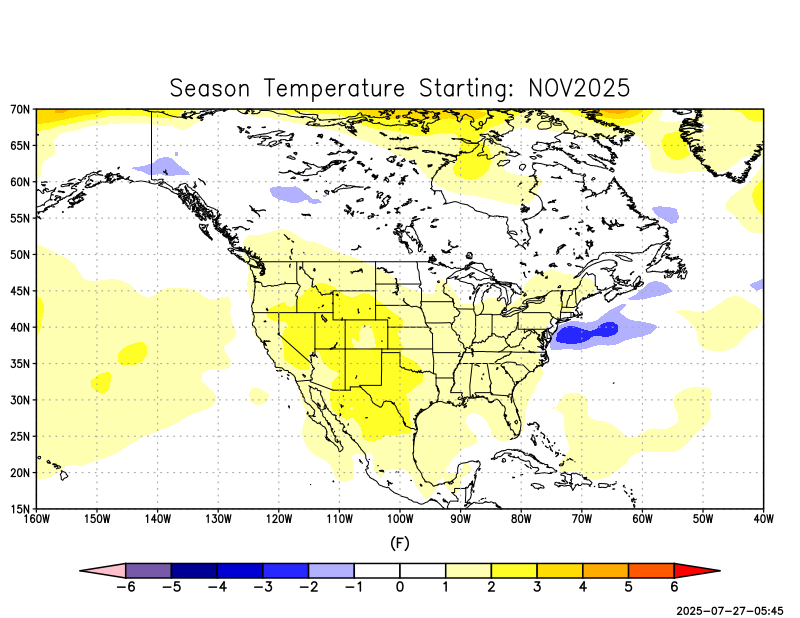 Season Temperature Starting: NOV2025
70N
65N
60N
55N
50N
45N
40N
35N
30N
25N
20N
15N
160W 150W 140W 130W 120W 110W 100W 90W 80W 70W 60W 50W 40W
(F)
-6 -5 -4 -3 -2 -1 0 1 2 3 4 5 6
2025-07-27-05:45